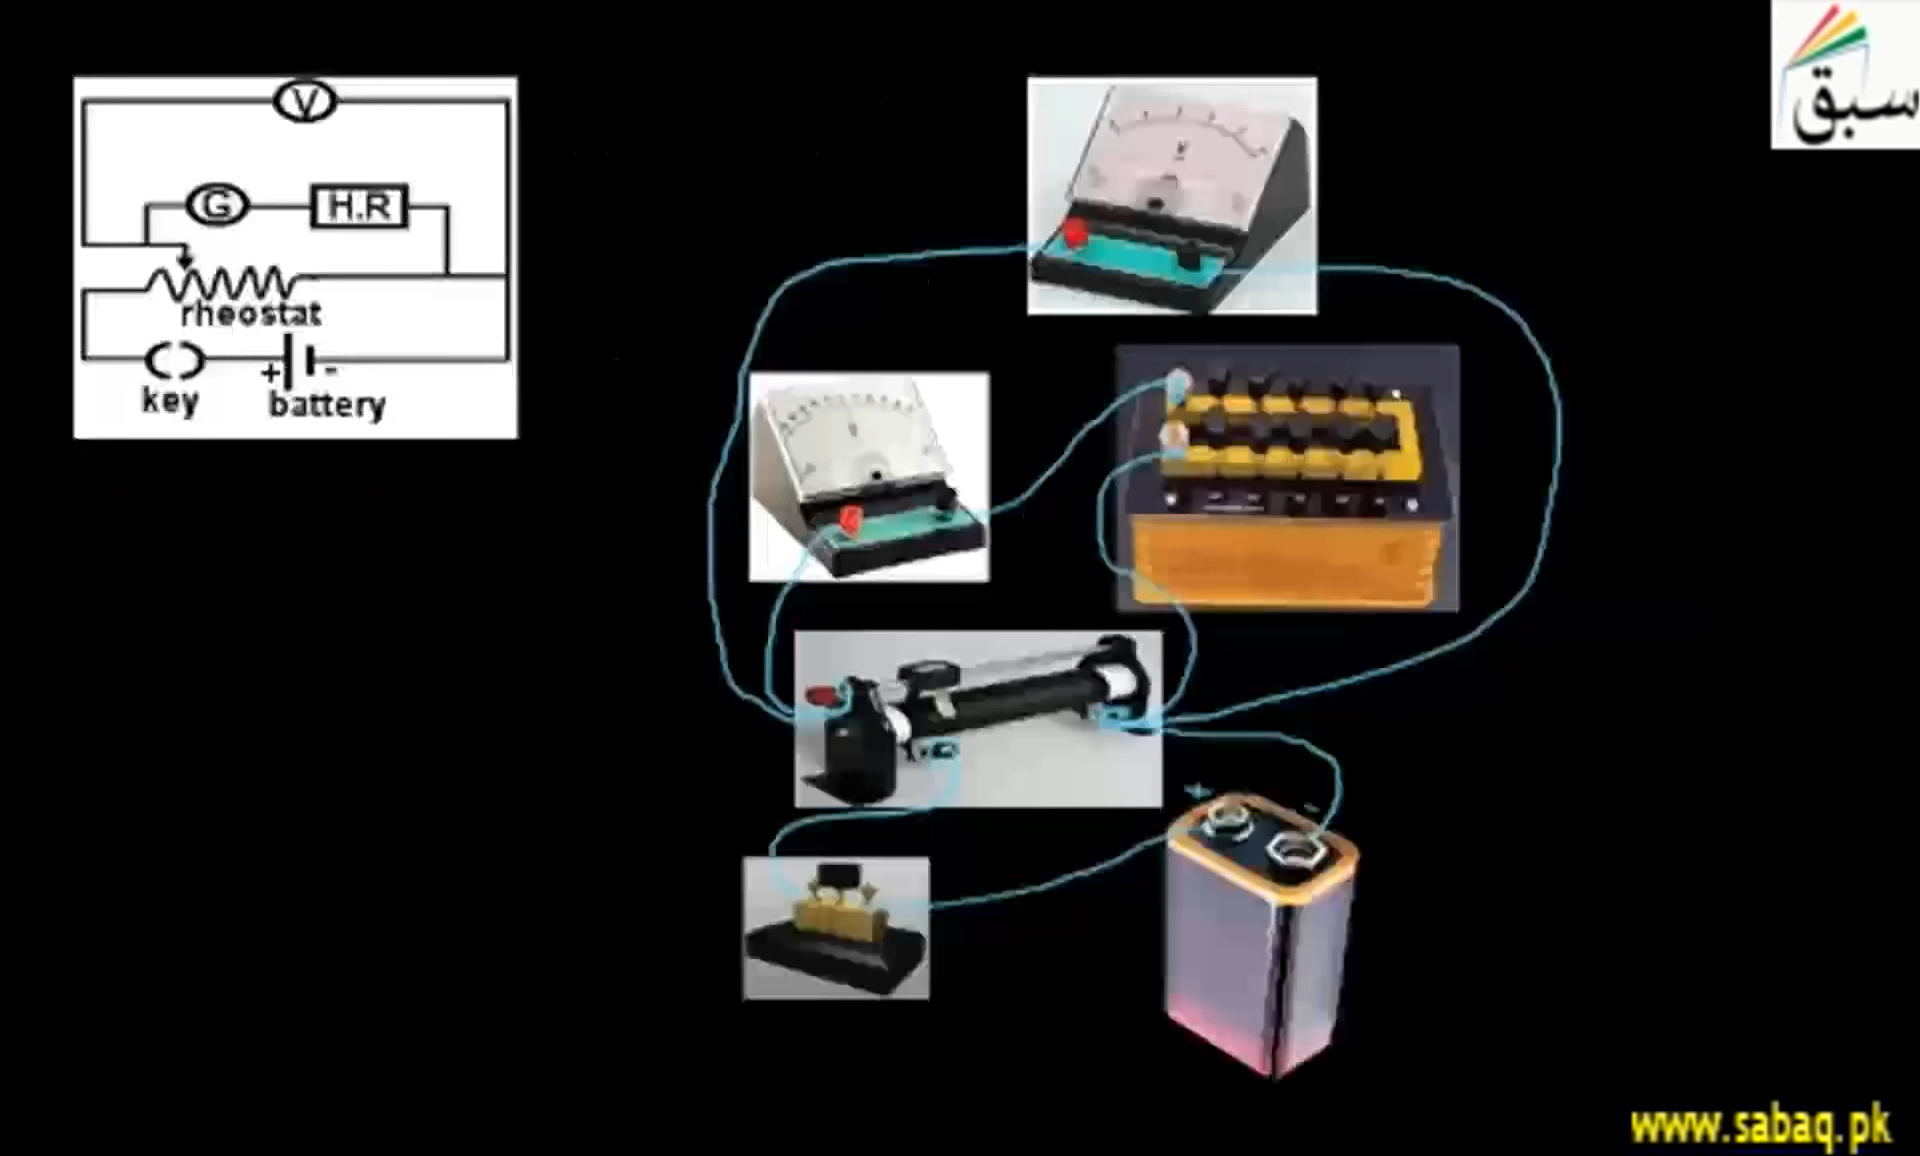 V
G
H.R
rheostat
key
+
-
battery
سبق
V
+
-
www.sabaq.pk